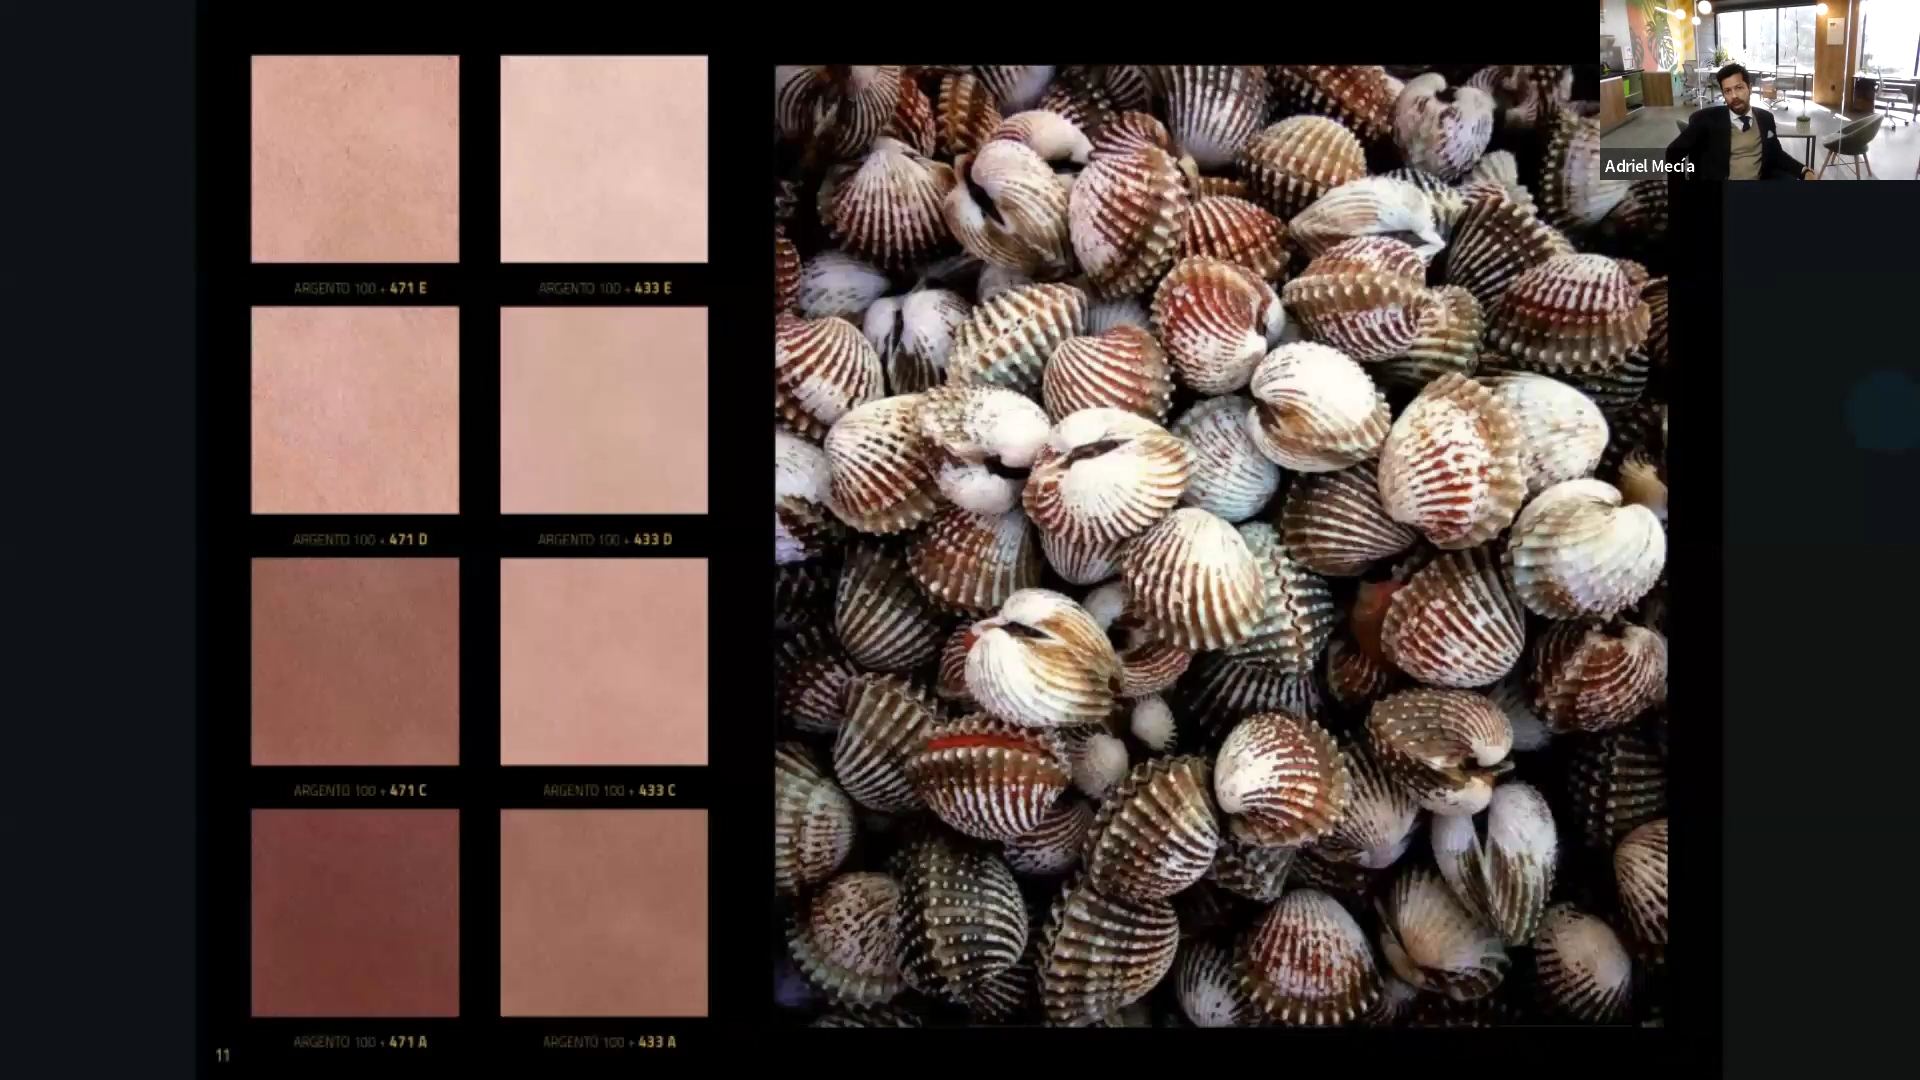 Adriel Mecía
ARGENTO 100 + 471 E
ARGENTO 100 + 433 E
ARGENTO 100 + 471 D
ARGENTO 100 + 433 D
ARGENTO 100 + 471 C
ARGENTO 100 + 433 C
ARGENTO 100 + 471 A
ARGENTO 100 + 433 A
11